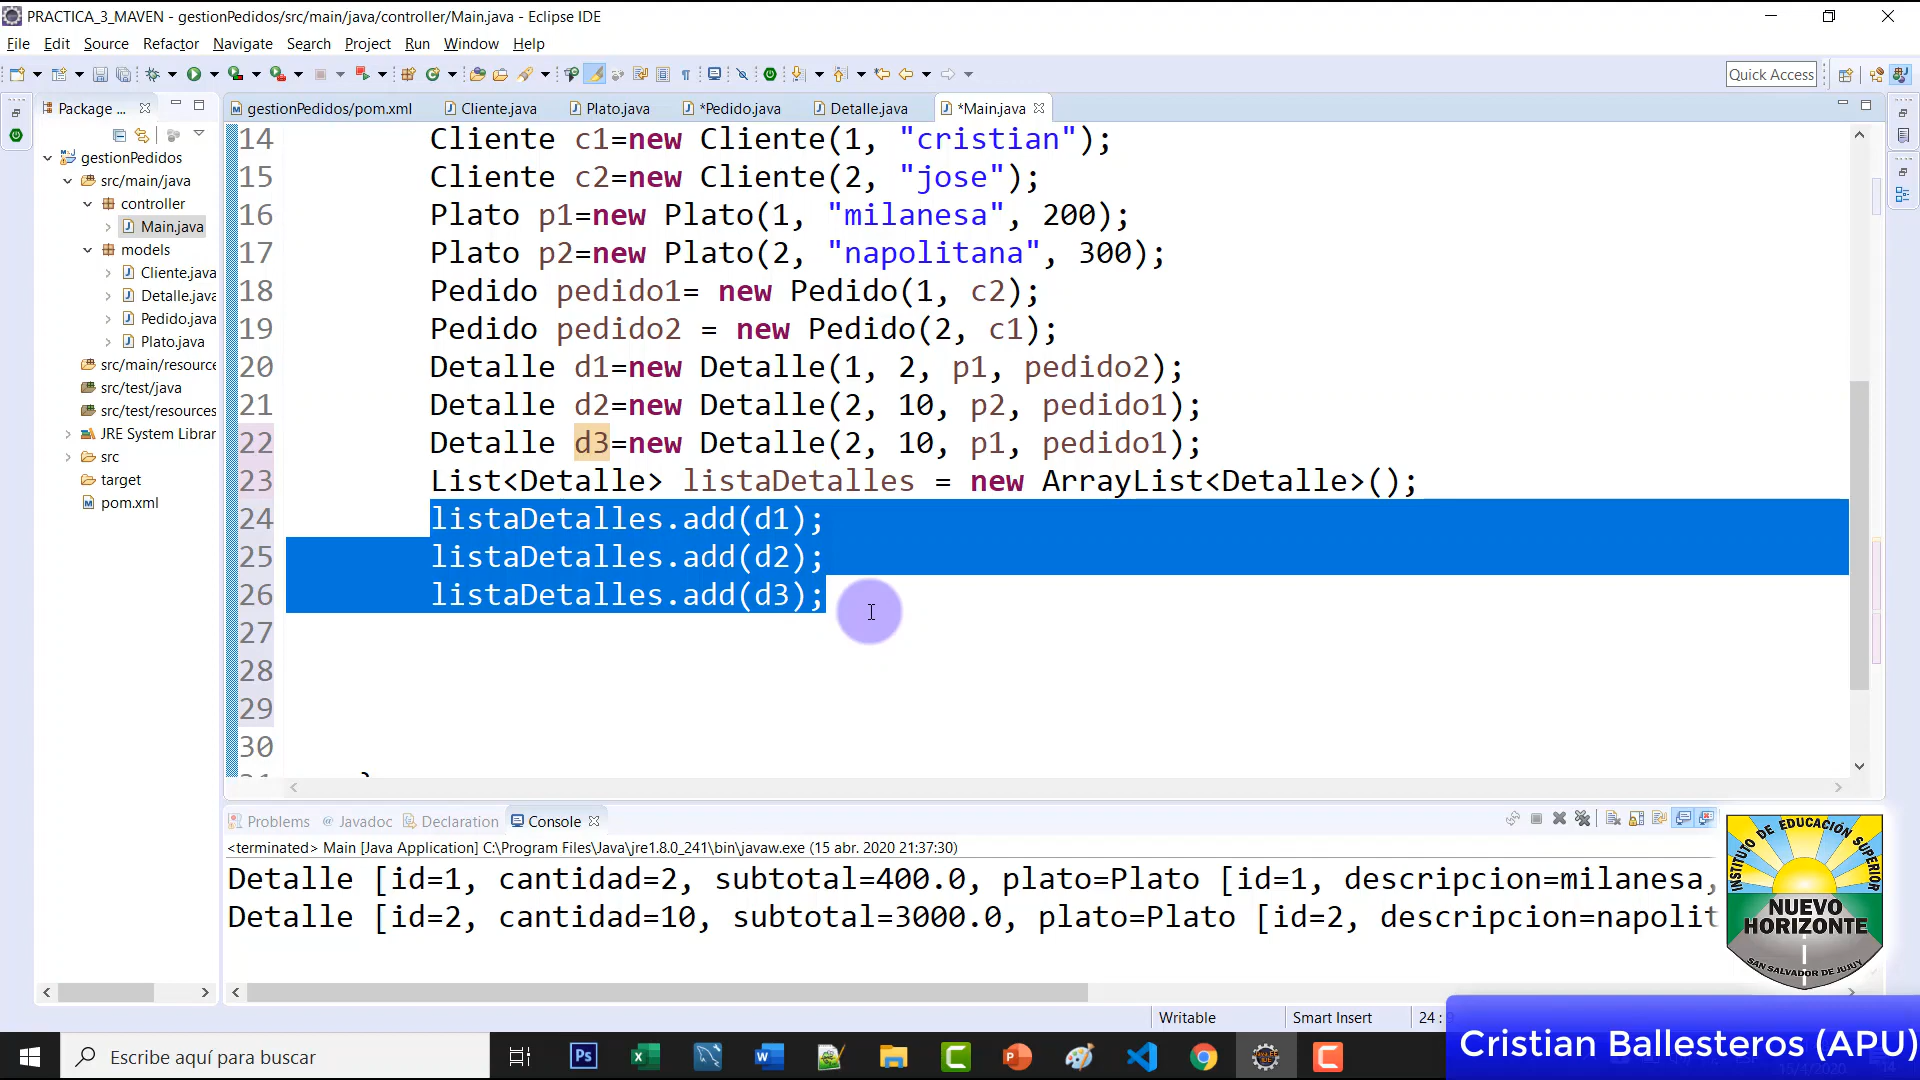 PRACTICA_3_MAVEN - gestionPedidos/src/main/java/controller/Main.java - Eclipse IDE
File Edit Source Refactor Navigate Search Project Run Window Help
Quick Access
Package ...
gestionPedidos/pom.xml Cliente.java Plato.java *Pedido.java Detalle.java *Main.java
gestionPedidos
src/main/java
controller
Main.java
models
Cliente.java
Detalle.java
Pedido.java
Plato.java
src/main/resource
src/test/java
src/test/resources
JRE System Librar
src
target
pom.xml
14 Cliente c1=new Cliente(1, "cristian");
15 Cliente c2=new Cliente(2, "jose");
16 Plato p1=new Plato(1, "milanesa", 200);
17 Plato p2=new Plato(2, "napolitana", 300);
18 Pedido pedido1= new Pedido(1, c2);
19 Pedido pedido2 = new Pedido(2, c1);
20 Detalle d1=new Detalle(1, 2, p1, pedido2);
21 Detalle d2=new Detalle(2, 10, p2, pedido1);
22 Detalle d3=new Detalle(2, 10, p1, pedido1);
23 List<Detalle> listaDetalles = new ArrayList<Detalle>();
24 listaDetalles.add(d1);
25 listaDetalles.add(d2);
26 listaDetalles.add(d3);
27
28
29
30
Problems @ Javadoc Declaration Console
<terminated> Main [Java Application] C:\Program Files\Java\jre1.8.0_241\bin\javaw.exe (15 abr. 2020 21:37:30)
Detalle [id=1, cantidad=2, subtotal=400.0, plato=Plato [id=1, descripcion=milanesa,
Detalle [id=2, cantidad=10, subtotal=3000.0, plato=Plato [id=2, descripcion=napolit
INSTITUTO DE EDUCACIÓN SUPERIOR
NUEVO
HORIZONTE
SAN SALVADOR DE JUJUY
Writable Smart Insert 24 :
Cristian Ballesteros (APU)
Escribe aquí para buscar